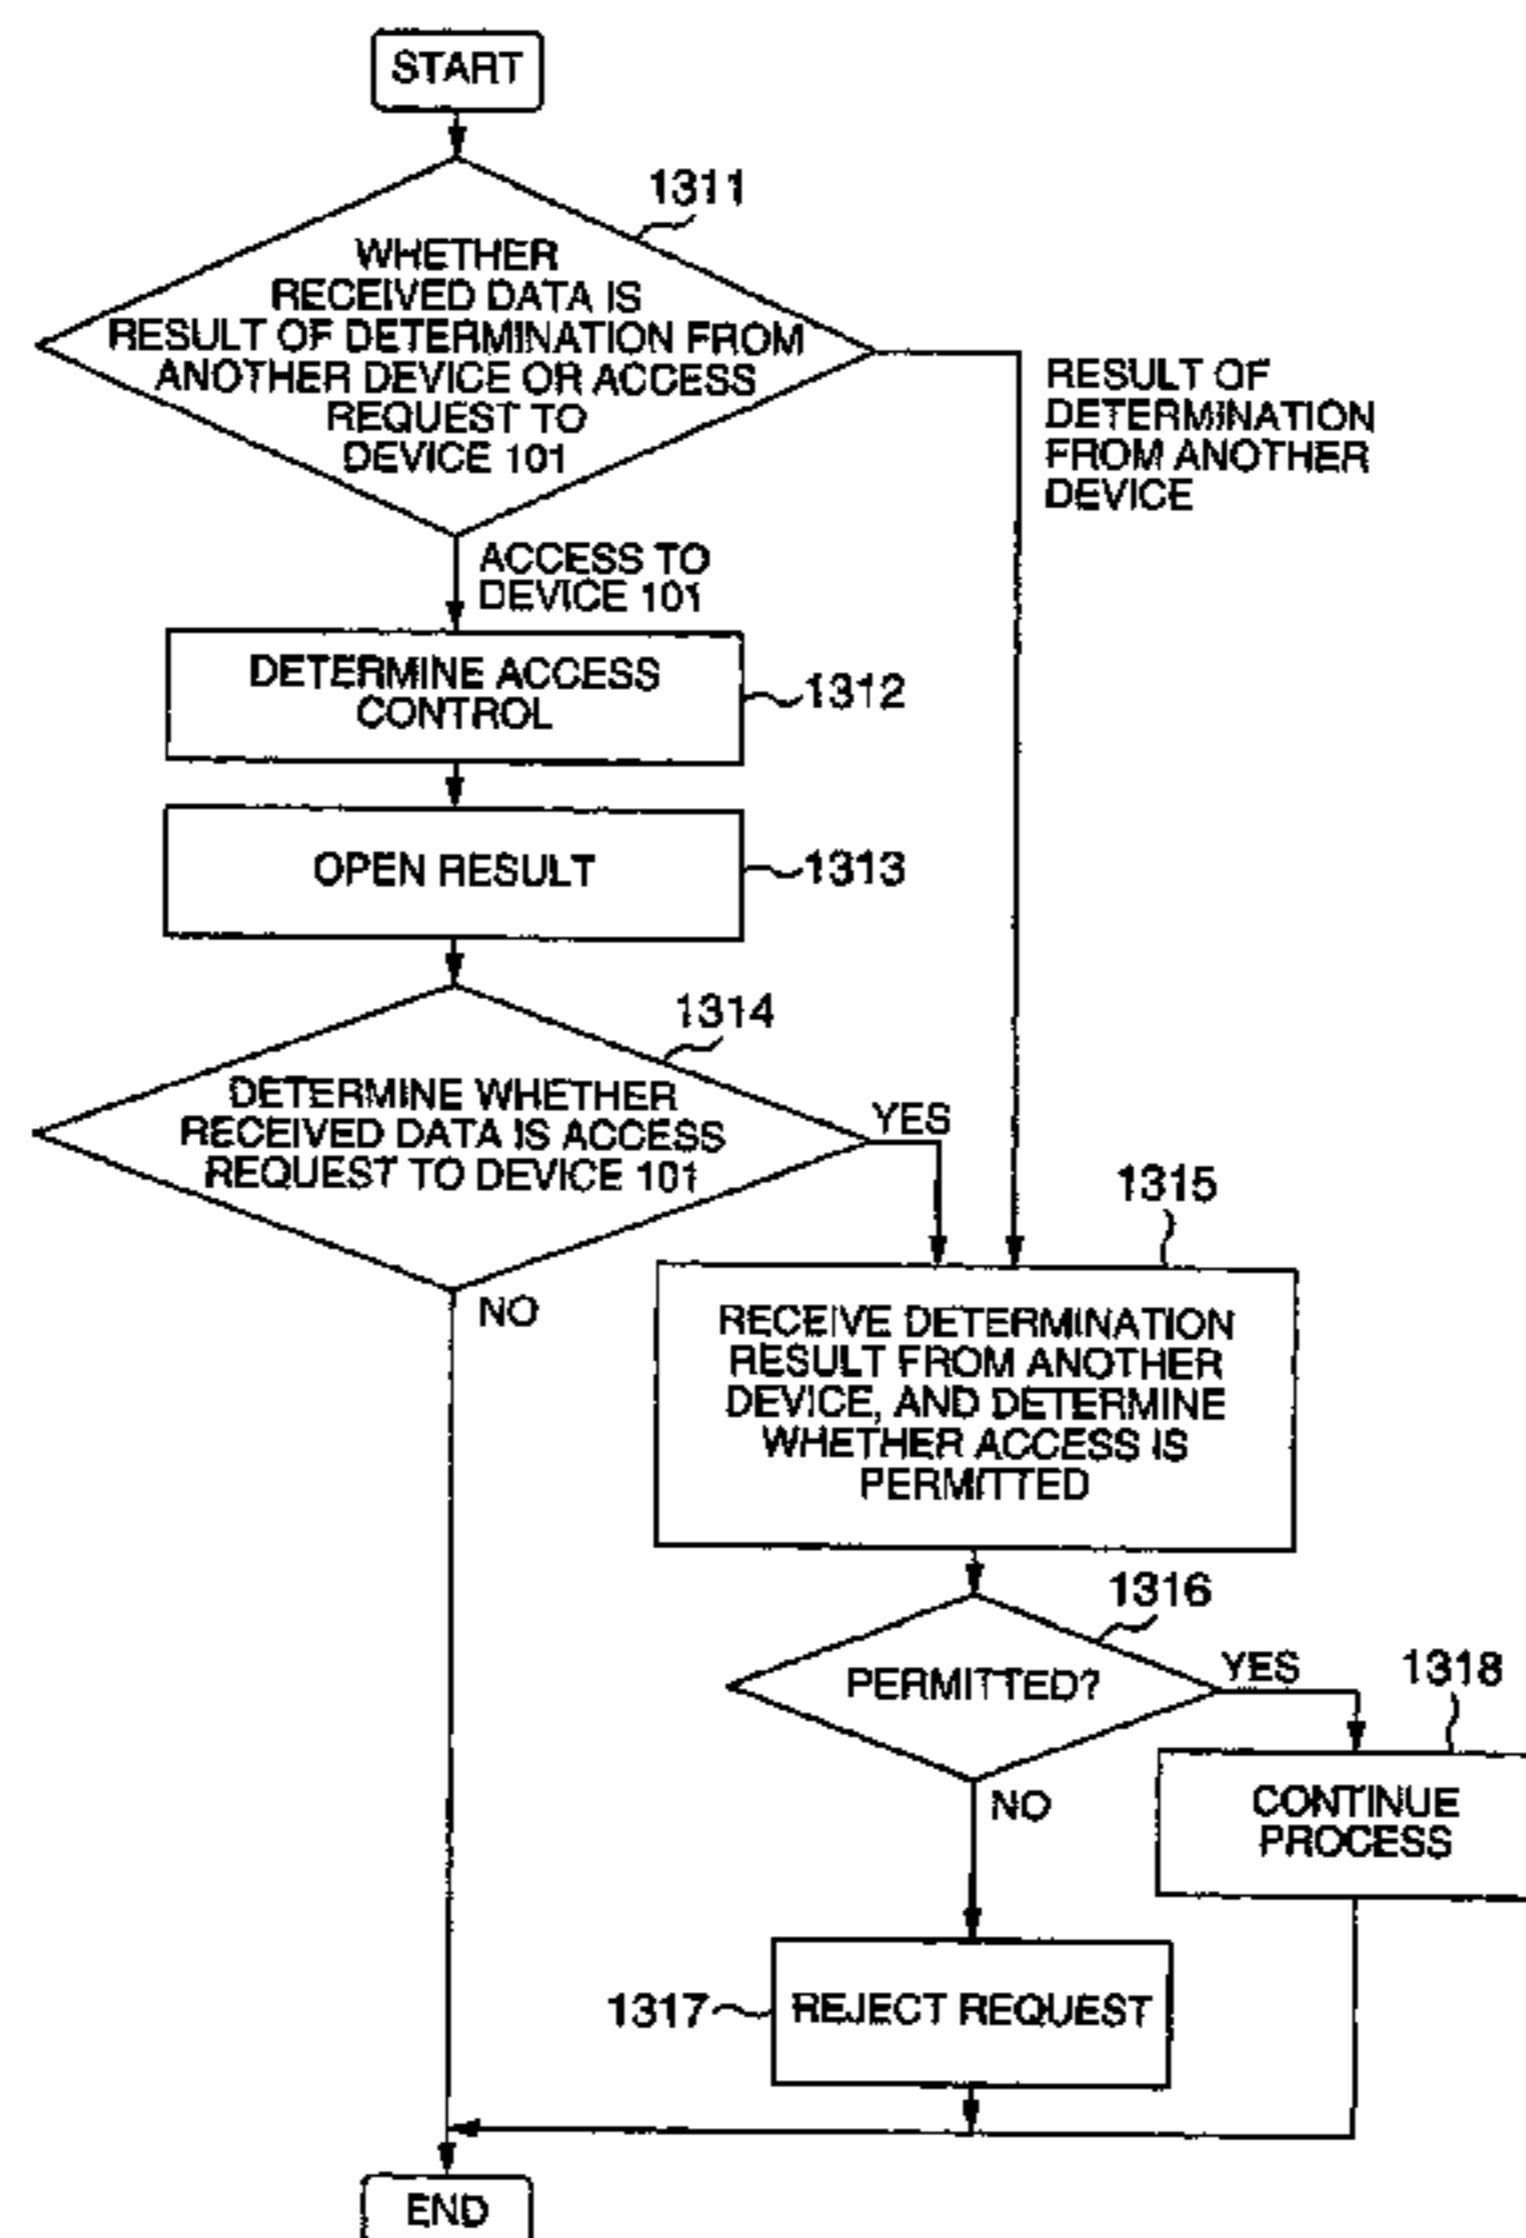 START
1311
WHETHER
RECEIVED DATA IS
RESULT OF DETERMINATION FROM
ANOTHER DEVICE OR ACCESS
REQUEST TO
DEVICE 101
RESULT OF
DETERMINATION
FROM ANOTHER
DEVICE
ACCESS TO
DEVICE 101
DETERMINE ACCESS
CONTROL
1312
OPEN RESULT
1313
1314
DETERMINE WHETHER
RECEIVED DATA IS ACCESS
REQUEST TO DEVICE 101
YES
NO
1315
RECEIVE DETERMINATION
RESULT FROM ANOTHER
DEVICE, AND DETERMINE
WHETHER ACCESS IS
PERMITTED
1316
PERMITTED?
YES
NO
1318
CONTINUE
PROCESS
1317
REJECT REQUEST
END